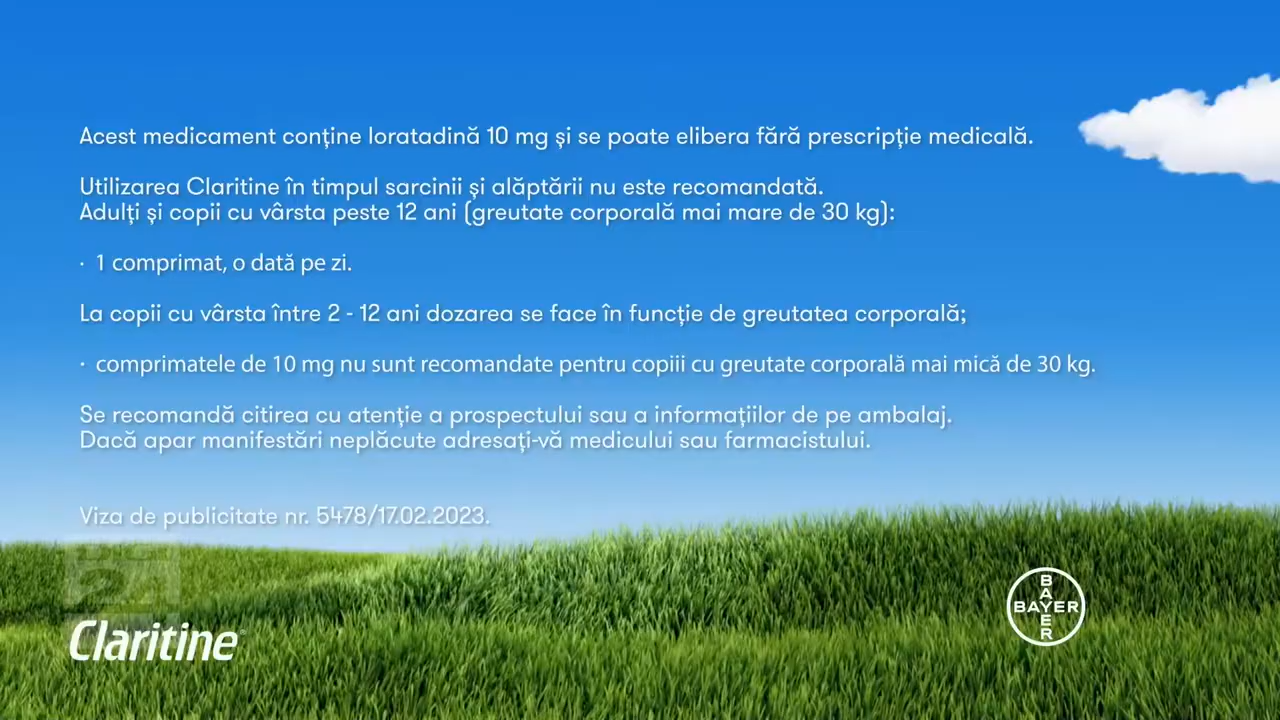 Acest medicament conține loratadină 10 mg și se poate elibera fără prescripție medicală.
Utilizarea Claritine în timpul sarcinii și alăptării nu este recomandată.
Adulți și copii cu vârsta peste 12 ani (greutate corporală mai mare de 30 kg):
· 1 comprimat, o dată pe zi.
La copii cu vârsta între 2 - 12 ani dozarea se face în funcție de greutatea corporală;
· comprimatele de 10 mg nu sunt recomandate pentru copiii cu greutate corporală mai mică de 30 kg.
Se recomandă citirea cu atenție a prospectului sau a informațiilor de pe ambalaj.
Dacă apar manifestări neplăcute adresați-vă medicului sau farmacistului.
Viza de publicitate nr. 5478/17.02.2023.
Claritine
BAYER
BAYER